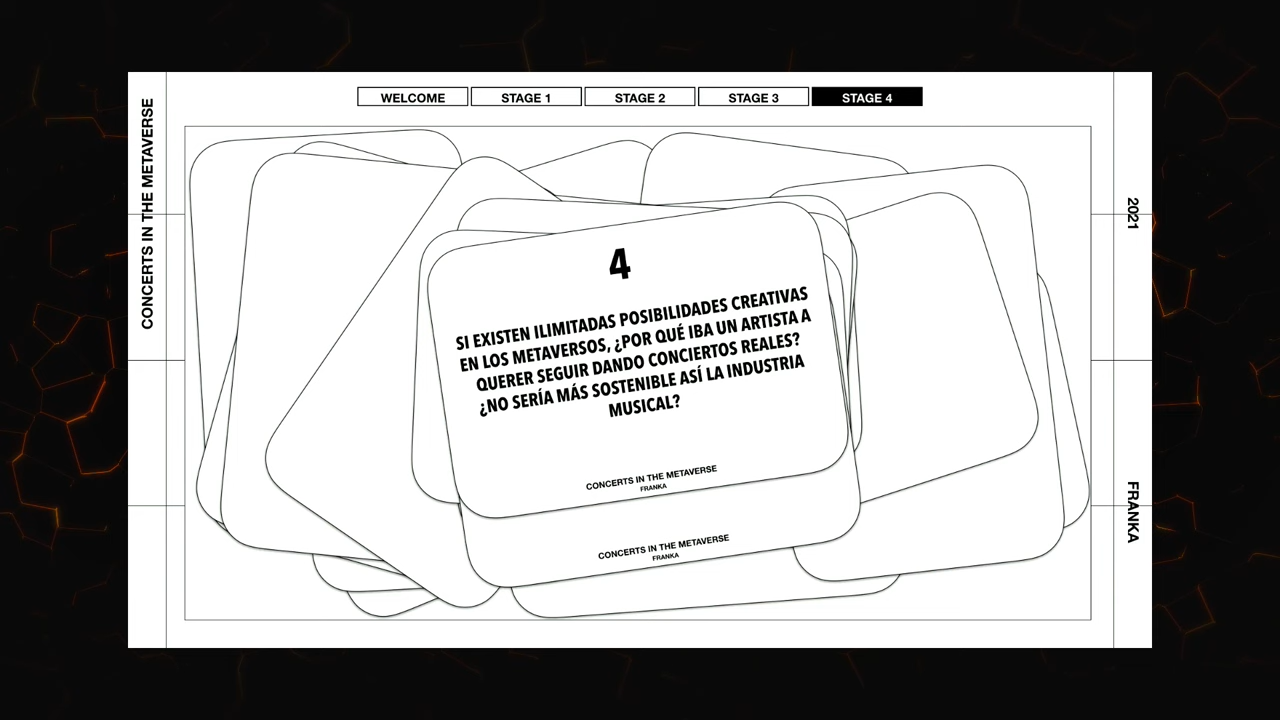 WELCOME
STAGE 1
STAGE 2
STAGE 3
STAGE 4
CONCERTS IN THE METAVERSE
2021
FRANKA
4
SI EXISTEN ILIMITADAS POSIBILIDADES CREATIVAS
EN LOS METAVERSOS, ¿POR QUÉ IBA UN ARTISTA A
QUERER SEGUIR DANDO CONCIERTOS REALES?
¿NO SERÍA MÁS SOSTENIBLE ASÍ LA INDUSTRIA
MUSICAL?
CONCERTS IN THE METAVERSE
FRANKA
CONCERTS IN THE METAVERSE
FRANKA